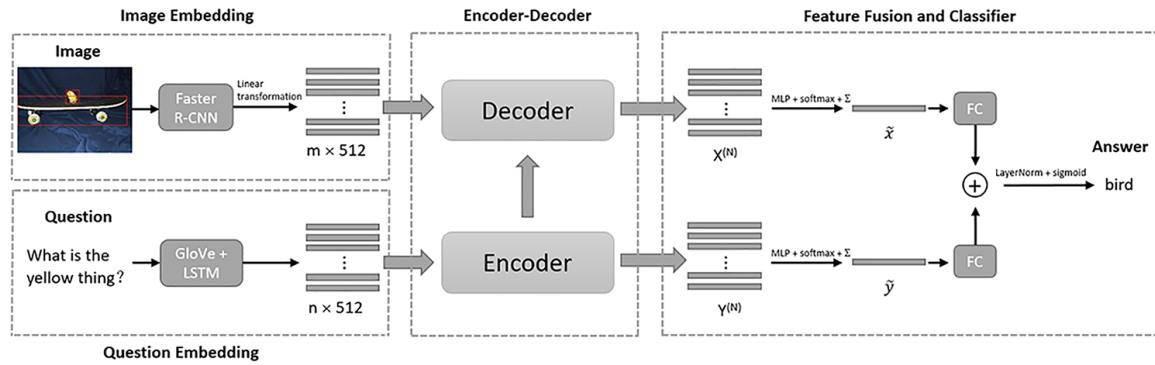 Image Embedding
Encoder-Decoder
Feature Fusion and Classifier
Image
Faster
R-CNN
Linear
transformation
⋮
m × 512
Decoder
⋮
X(N)
MLP + softmax + Σ
x̃
FC
Question
What is the
yellow thing?
GloVe +
LSTM
⋮
n × 512
Encoder
⋮
Y(N)
MLP + softmax + Σ
ỹ
FC
+
LayerNorm + sigmoid
Answer
bird
Question Embedding